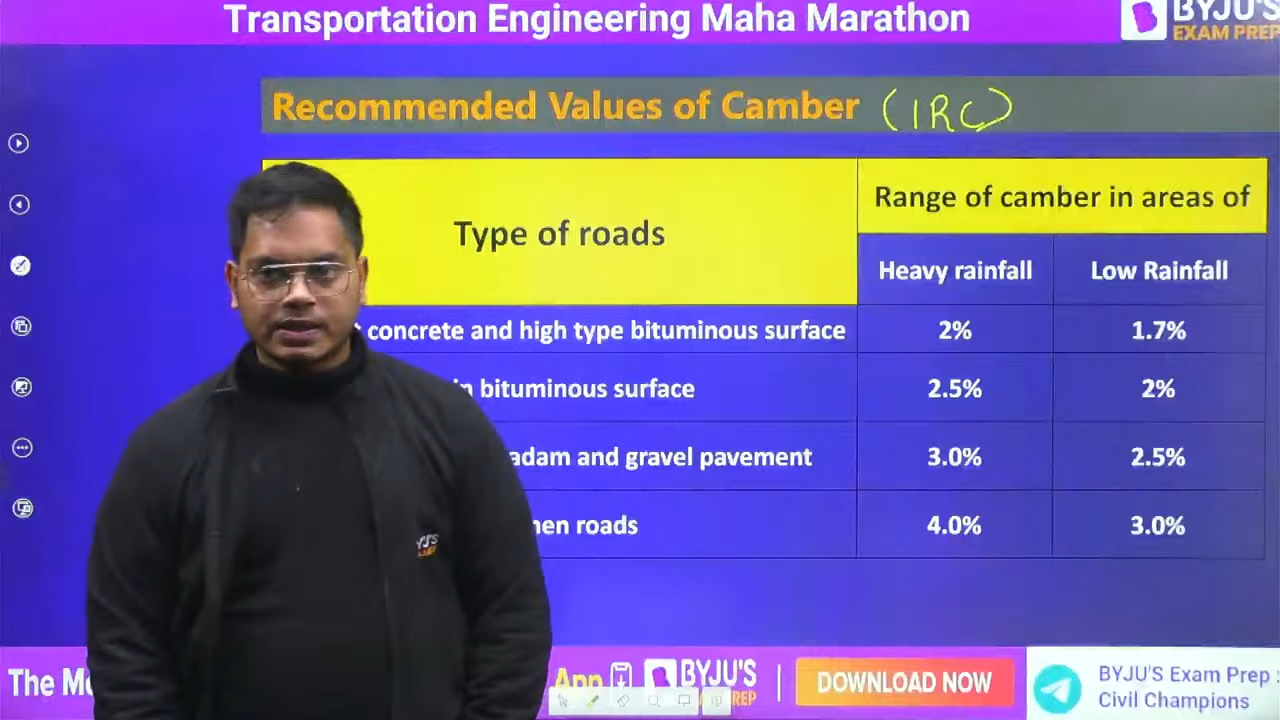 Transportation Engineering Maha Marathon
BYJU'S
EXAM PREP
Recommended Values of Camber (IRC)
Type of roads
Range of camber in areas of
Heavy rainfall Low Rainfall
concrete and high type bituminous surface 2% 1.7%
bituminous surface 2.5% 2%
and gravel pavement 3.0% 2.5%
roads 4.0% 3.0%
BYJU'S
The
App BYJU'S
DOWNLOAD NOW
BYJU'S Exam Prep :
Civil Champions